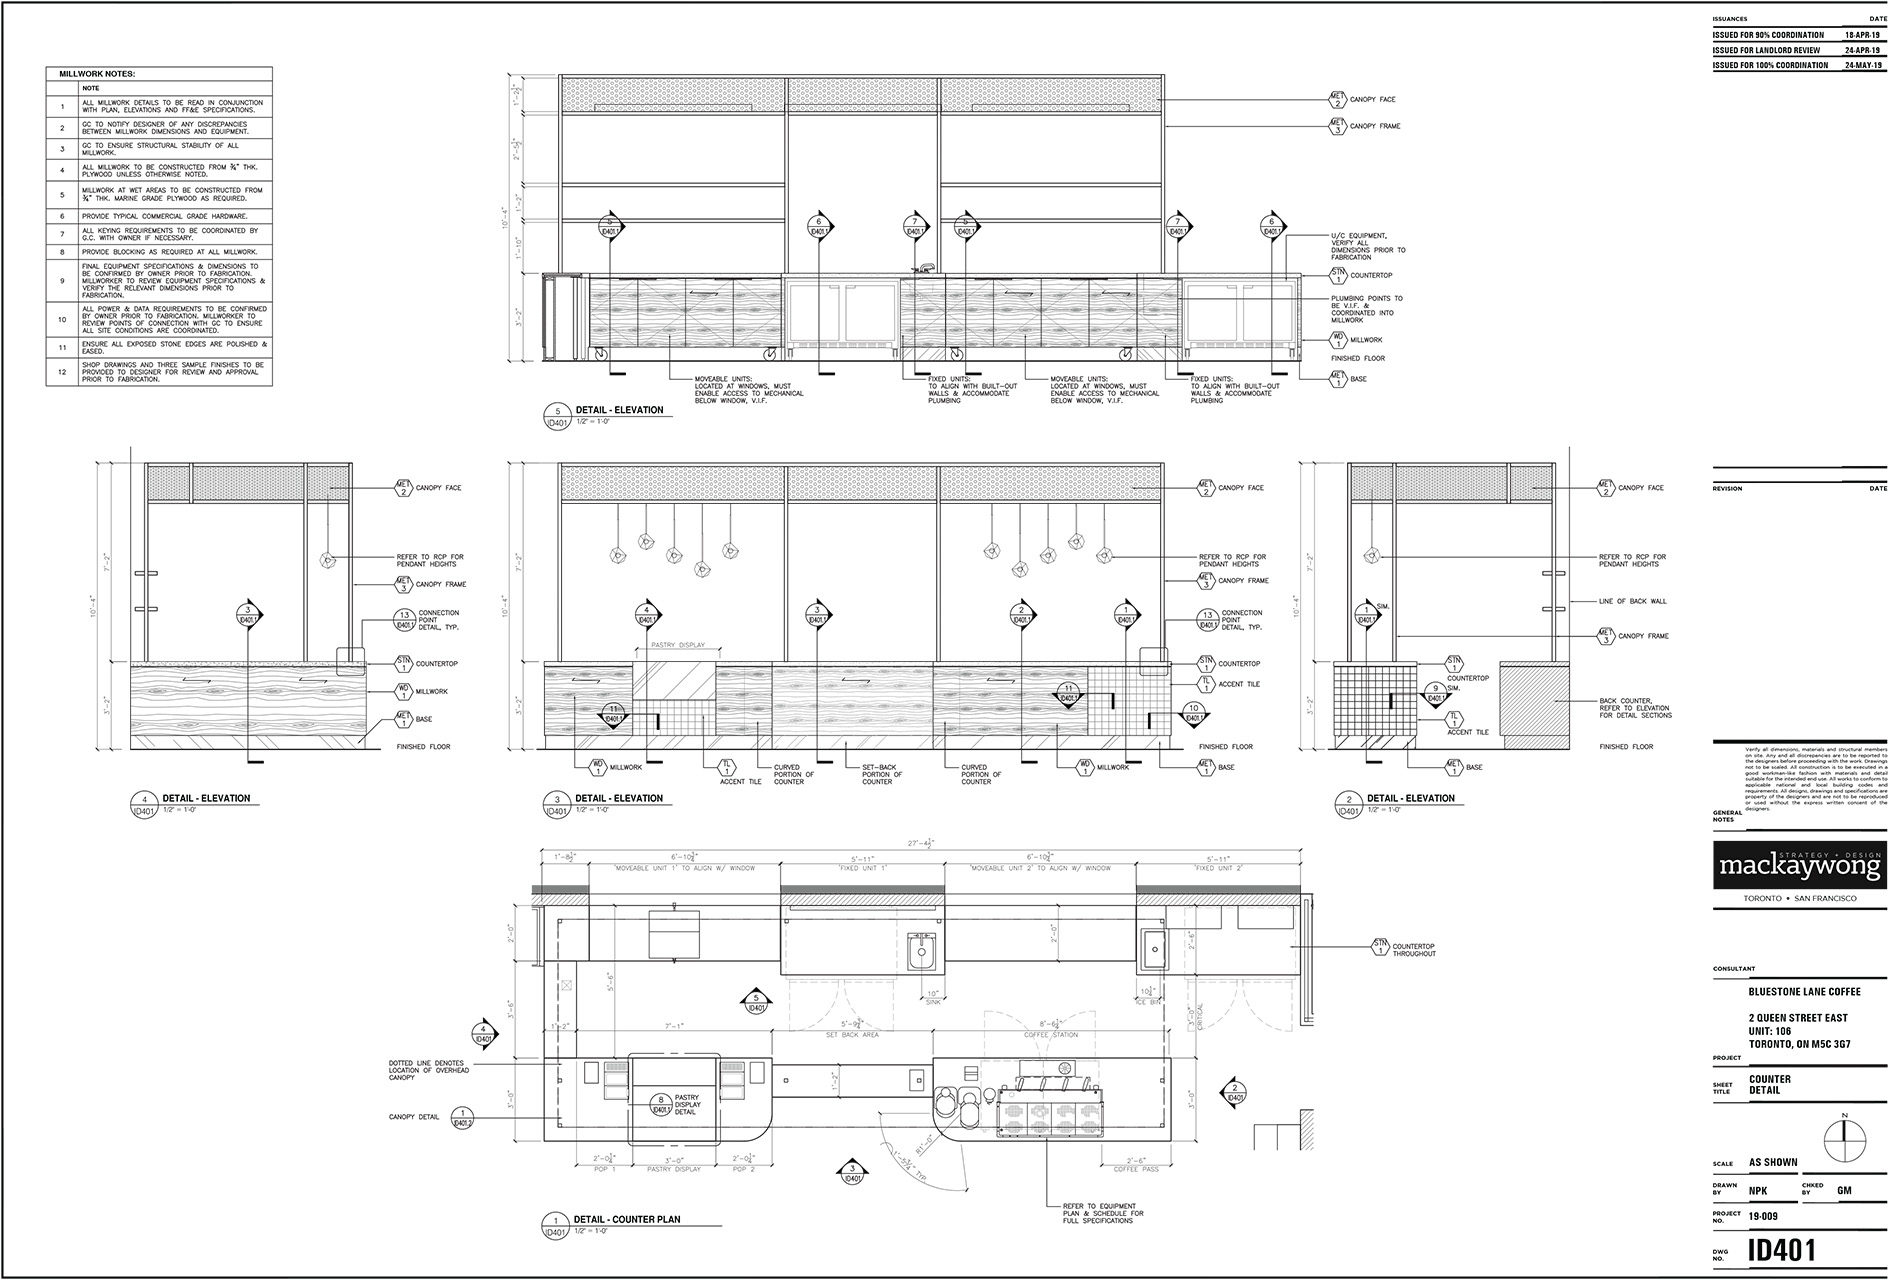 MILLWORK NOTES:
NOTE
1 ALL MILLWORK DETAILS TO BE READ IN CONJUNCTION
WITH PLAN, ELEVATIONS AND FF&E SPECIFICATIONS.
2 GC TO NOTIFY DESIGNER OF ANY DISCREPANCIES
BETWEEN MILLWORK DIMENSIONS AND EQUIPMENT.
3 GC TO ENSURE STRUCTURAL STABILITY OF ALL
MILLWORK.
4 ALL MILLWORK TO BE CONSTRUCTED FROM ¾" THK.
PLYWOOD UNLESS OTHERWISE NOTED.
5 MILLWORK AT WET AREAS TO BE CONSTRUCTED FROM
¾" THK. MARINE GRADE PLYWOOD AS REQUIRED.
6 PROVIDE TYPICAL COMMERCIAL GRADE HARDWARE.
7 ALL KEYING REQUIREMENTS TO BE COORDINATED BY
G.C. WITH OWNER IF NECESSARY.
8 PROVIDE BLOCKING AS REQUIRED AT ALL MILLWORK.
9 FINAL EQUIPMENT SPECIFICATIONS & DIMENSIONS TO
BE CONFIRMED BY OWNER PRIOR TO FABRICATION.
MILLWORKER TO REVIEW EQUIPMENT SPECIFICATIONS &
VERIFY THE RELEVANT DIMENSIONS PRIOR TO
FABRICATION.
10 ALL POWER & DATA REQUIREMENTS TO BE CONFIRMED
BY OWNER PRIOR TO FABRICATION. MILLWORKER TO
REVIEW POINTS OF CONNECTION WITH GC TO ENSURE
ALL SITE CONDITIONS ARE COORDINATED.
11 ENSURE ALL EXPOSED STONE EDGES ARE POLISHED &
EASED.
12 SHOP DRAWINGS AND THREE SAMPLE FINISHES TO BE
PROVIDED TO DESIGNER FOR REVIEW AND APPROVAL
PRIOR TO FABRICATION.
10'-4"
1'-2½"
2'-5½"
1'-2"
1'-10"
3'-2"
5 ID401.1
6 ID401.1
7 ID401.1
5 ID401.1
7 ID401.1
6 ID401.1
MET 2 CANOPY FACE
MET 3 CANOPY FRAME
U/C EQUIPMENT,
VERIFY ALL
DIMENSIONS PRIOR TO
FABRICATION
STN 1 COUNTERTOP
PLUMBING POINTS TO
BE V.I.F. &
COORDINATED INTO
MILLWORK
WD 1 MILLWORK
FINISHED FLOOR
MET 1 BASE
MOVEABLE UNITS:
LOCATED AT WINDOWS, MUST
ENABLE ACCESS TO MECHANICAL
BELOW WINDOW, V.I.F.
FIXED UNITS:
TO ALIGN WITH BUILT-OUT
WALLS & ACCOMMODATE
PLUMBING
MOVEABLE UNITS:
LOCATED AT WINDOWS, MUST
ENABLE ACCESS TO MECHANICAL
BELOW WINDOW, V.I.F.
FIXED UNITS:
TO ALIGN WITH BUILT-OUT
WALLS & ACCOMMODATE
PLUMBING
5 ID401 DETAIL - ELEVATION
1/2" = 1'-0"
10'-4"
7'-2"
3'-2"
3 ID401.1
MET 2 CANOPY FACE
REFER TO RCP FOR
PENDANT HEIGHTS
MET 3 CANOPY FRAME
13 ID401.1 CONNECTION
POINT
DETAIL, TYP.
STN 1 COUNTERTOP
WD 1 MILLWORK
MET 1 BASE
FINISHED FLOOR
4 ID401 DETAIL - ELEVATION
1/2" = 1'-0"
10'-4"
7'-2"
3'-2"
4 ID401.1
3 ID401.1
2 ID401.1
1 ID401.1
PASTRY DISPLAY
11 ID401.1
11 ID401.1
10 ID401.1
MET 2 CANOPY FACE
REFER TO RCP FOR
PENDANT HEIGHTS
MET 3 CANOPY FRAME
13 ID401.1 CONNECTION
POINT
DETAIL, TYP.
STN 1 COUNTERTOP
TL 1 ACCENT TILE
FINISHED FLOOR
WD 1 MILLWORK
TL 1
ACCENT TILE
CURVED
PORTION OF
COUNTER
SET-BACK
PORTION OF
COUNTER
CURVED
PORTION OF
COUNTER
WD 1 MILLWORK
MET 1 BASE
3 ID401 DETAIL - ELEVATION
1/2" = 1'-0"
10'-4"
7'-2"
3'-2"
1 ID401.1 SIM.
MET 2 CANOPY FACE
REFER TO RCP FOR
PENDANT HEIGHTS
LINE OF BACK WALL
MET 3 CANOPY FRAME
STN 1
COUNTERTOP
9 ID401.1 SIM.
TL 1
ACCENT TILE
BACK COUNTER,
REFER TO ELEVATION
FOR DETAIL SECTIONS
FINISHED FLOOR
MET 1 BASE
2 ID401 DETAIL - ELEVATION
1/2" = 1'-0"
27'-4½"
1'-8½"
6'-10¾"
5'-11"
6'-10¾"
5'-11"
'MOVEABLE UNIT 1' TO ALIGN W/ WINDOW
'FIXED UNIT 1'
'MOVEABLE UNIT 2' TO ALIGN W/ WINDOW
'FIXED UNIT 2'
2'-0"
5'-6"
2'-0"
2'-6"
STN 1 COUNTERTOP
THROUGHOUT
10"
SINK
10¼"
ICE BIN
3'-6"
3'-0"
CRITICAL
5 ID401
4 ID401
1'-2"
7'-1"
5'-9¾"
SET BACK AREA
8'-6¼"
COFFEE STATION
DOTTED LINE DENOTES
LOCATION OF OVERHEAD
CANOPY
CANOPY DETAIL 1 ID401.2
3'-0"
8 ID401.1 PASTRY
DISPLAY
DETAIL
1'-2"
3'-0"
2 ID401
R1'-0"
1'-5¾" TYP.
2'-0¼"
POP 1
3'-0"
PASTRY DISPLAY
2'-0¼"
POP 2
3 ID401
2'-6"
COFFEE PASS
REFER TO EQUIPMENT
PLAN & SCHEDULE FOR
FULL SPECIFICATIONS
1 ID401 DETAIL - COUNTER PLAN
1/2" = 1'-0"
ISSUANCES DATE
ISSUED FOR 90% COORDINATION 18-APR-19
ISSUED FOR LANDLORD REVIEW 24-APR-19
ISSUED FOR 100% COORDINATION 24-MAY-19
REVISION DATE
Verify all dimensions, materials and structural members
on site. Any and all discrepancies are to be reported to
the designers before proceeding with the work. Drawings
not to be scaled. All construction is to be executed in a
good workman-like fashion with materials and detail
suitable for the intended end use. All works to conform to
applicable national and local building codes and
requirements. All designs, drawings and specifications are
property of the designers and are not to be reproduced
or used without the express written consent of the
designers.
GENERAL
NOTES
STRATEGY + DESIGN
mackaywong
TORONTO • SAN FRANCISCO
CONSULTANT
BLUESTONE LANE COFFEE
2 QUEEN STREET EAST
UNIT: 106
TORONTO, ON M5C 3G7
PROJECT
SHEET
TITLE
COUNTER
DETAIL
N
SCALE AS SHOWN
DRAWN
BY NPK
CHKED
BY GM
PROJECT
NO. 19-009
DWG
NO. ID401